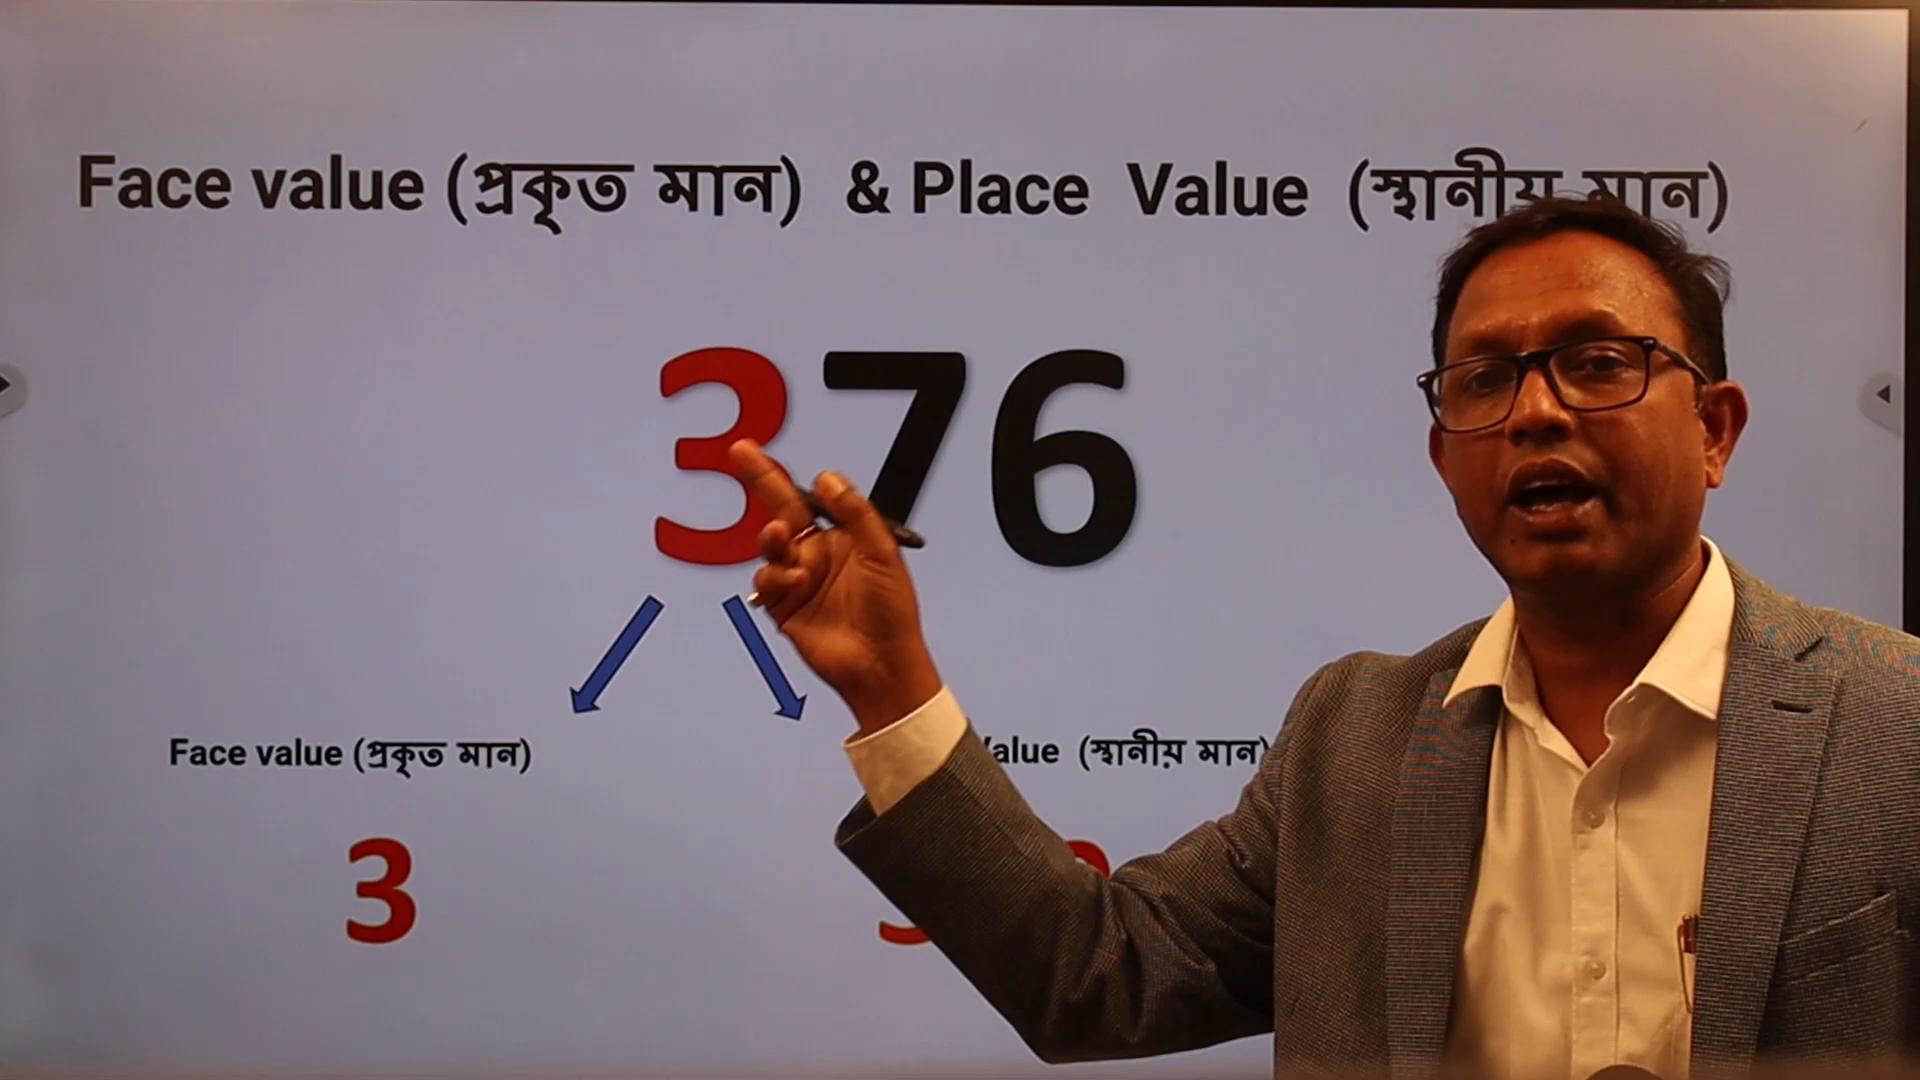 Face value (প্রকৃত মান) & Place Value (স্থানীয় মান)
376
Face value (প্রকৃত মান)
Value (স্থানীয় মান)
3